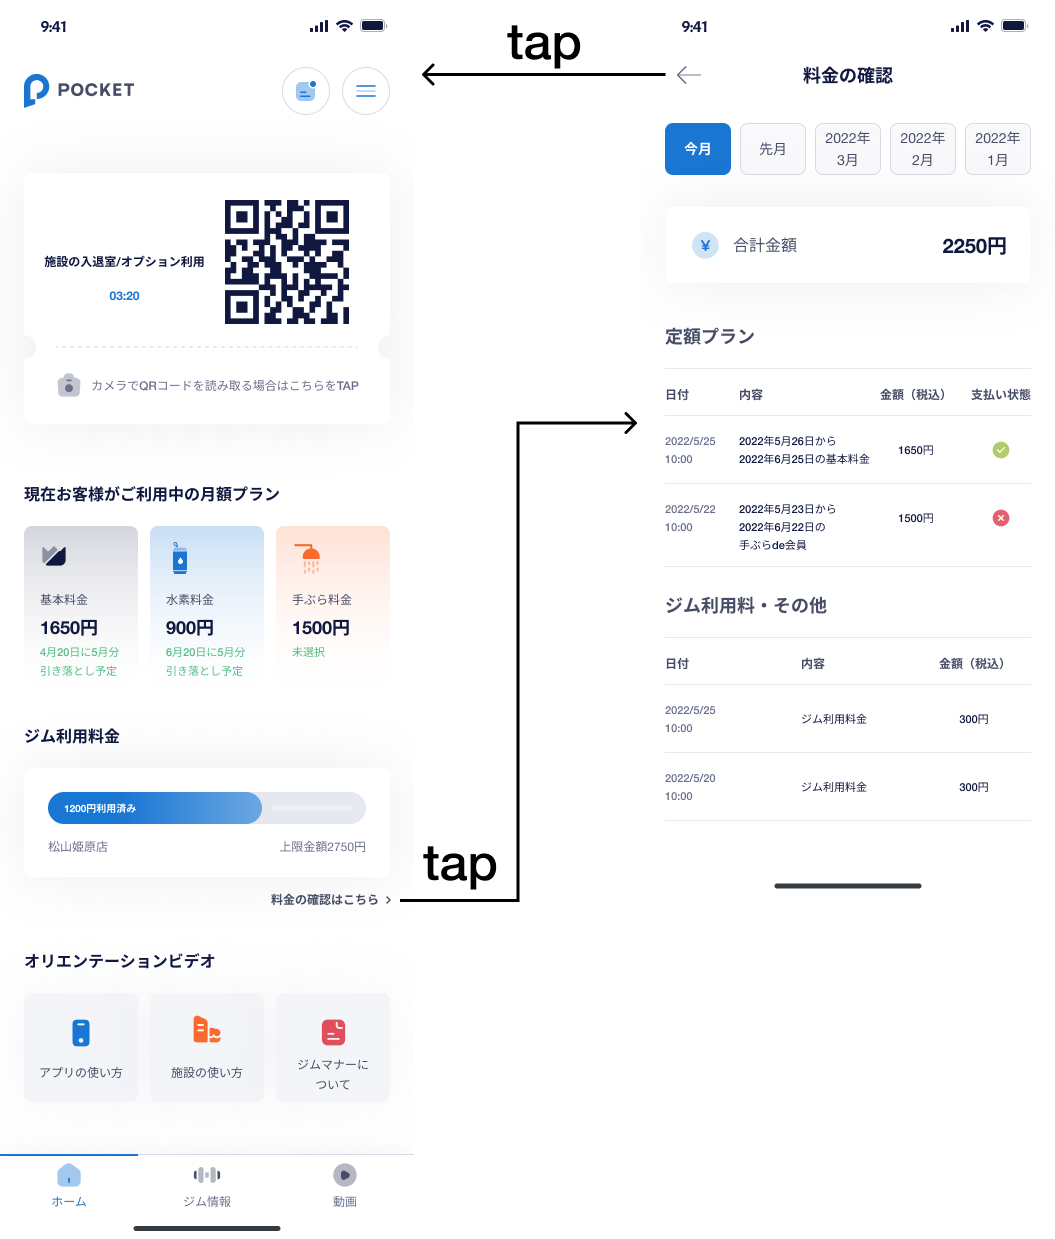 9:41
POCKET
施設の入退室/オプション利用
03:20
カメラでQRコードを読み取る場合はこちらをTAP
現在お客様がご利用中の月額プラン
基本料金
1650円
4月20日に5月分
引き落とし予定
水素料金
900円
6月20日に5月分
引き落とし予定
手ぶら料金
1500円
未選択
ジム利用料金
1200円利用済み
松山姫原店
上限金額2750円
料金の確認はこちら
オリエンテーションビデオ
アプリの使い方
施設の使い方
ジムマナーに
ついて
ホーム
ジム情報
動画
tap
tap
9:41
料金の確認
今月
先月
2022年
3月
2022年
2月
2022年
1月
¥
合計金額
2250円
定額プラン
日付
内容
金額（税込）
支払い状態
2022/5/25
10:00
2022年5月26日から
2022年6月25日の基本料金
1650円
2022/5/22
10:00
2022年5月23日から
2022年6月22日の
手ぶらde会員
1500円
ジム利用料・その他
日付
内容
金額（税込）
2022/5/25
10:00
ジム利用料金
300円
2022/5/20
10:00
ジム利用料金
300円